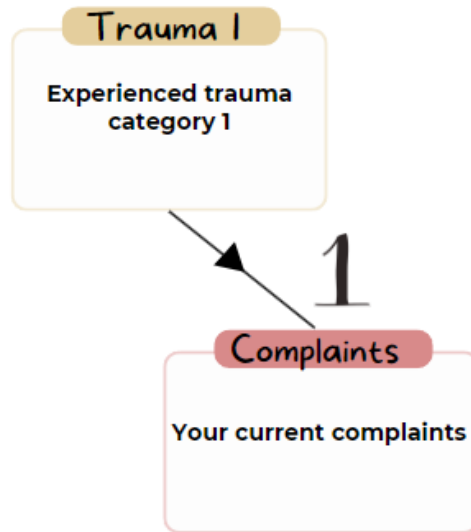 Trauma 1
Experienced trauma
category 1
1
Complaints
Your current complaints